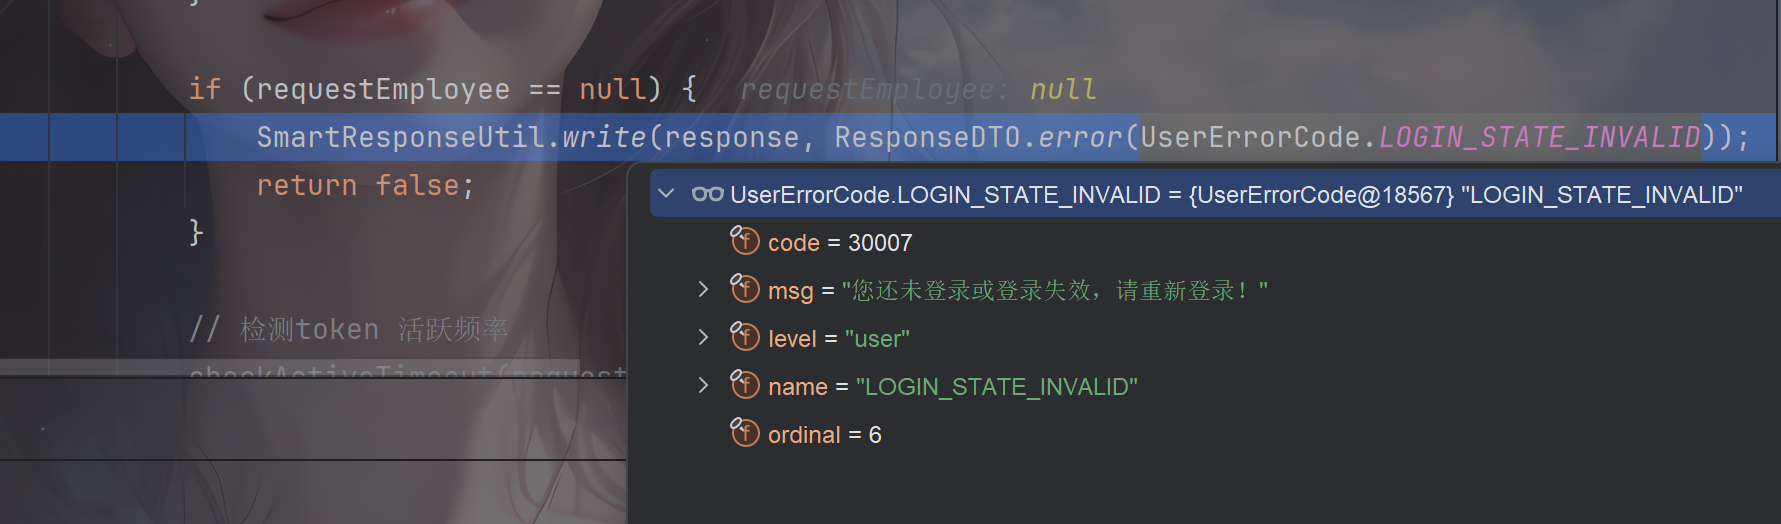 }
if (requestEmployee == null) { requestEmployee: null
SmartResponseUtil.write(response, ResponseDTO.error(UserErrorCode.LOGIN_STATE_INVALID));
return false;
}
// 检测token 活跃频率
checkActiveTimeout(request
UserErrorCode.LOGIN_STATE_INVALID = {UserErrorCode@18567} "LOGIN_STATE_INVALID"
f code = 30007
f msg = "您还未登录或登录失效，请重新登录！"
f level = "user"
f name = "LOGIN_STATE_INVALID"
f ordinal = 6